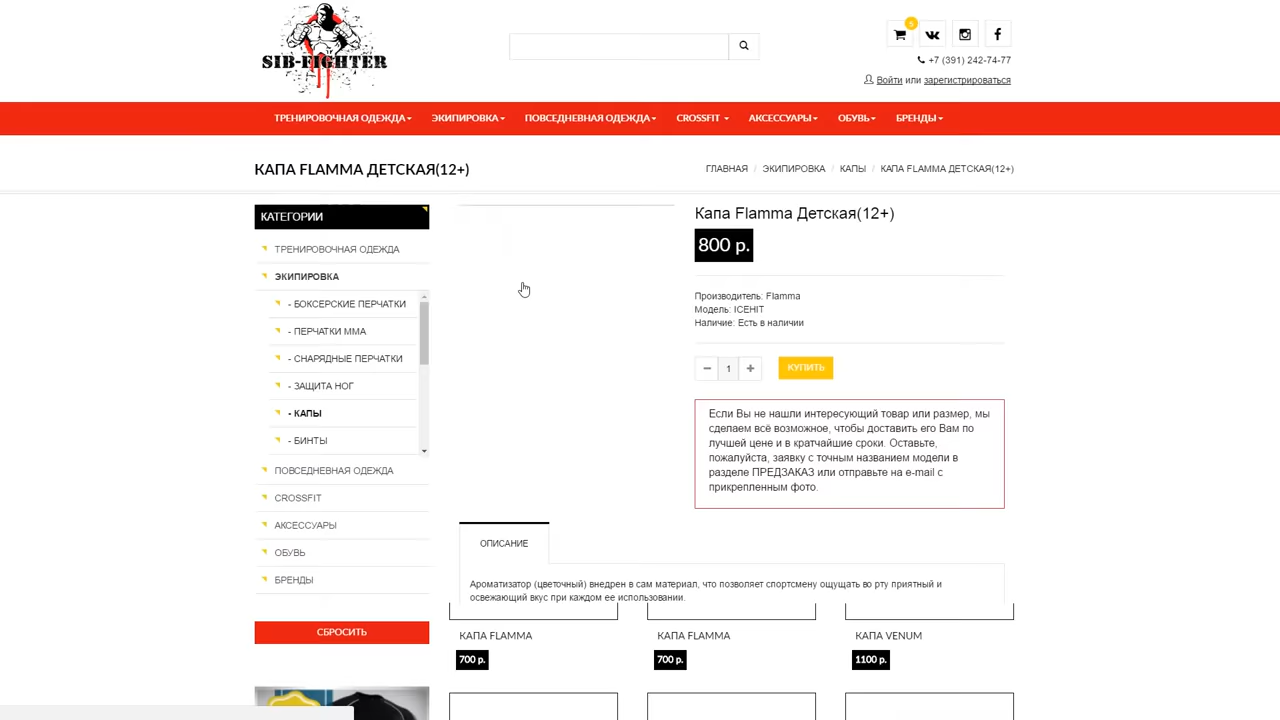 SIB-FIGHTER
5
+7 (391) 242-74-77
Войти или зарегистрироваться
ТРЕНИРОВОЧНАЯ ОДЕЖДА ЭКИПИРОВКА ПОВСЕДНЕВНАЯ ОДЕЖДА CROSSFIT АКСЕССУАРЫ ОБУВЬ БРЕНДЫ
КАПА FLAMMA ДЕТСКАЯ(12+)
ГЛАВНАЯ / ЭКИПИРОВКА / КАПЫ / КАПА FLAMMA ДЕТСКАЯ(12+)
КАТЕГОРИИ
ТРЕНИРОВОЧНАЯ ОДЕЖДА
ЭКИПИРОВКА
- БОКСЕРСКИЕ ПЕРЧАТКИ
- ПЕРЧАТКИ ММА
- СНАРЯДНЫЕ ПЕРЧАТКИ
- ЗАЩИТА НОГ
- КАПЫ
- БИНТЫ
ПОВСЕДНЕВНАЯ ОДЕЖДА
CROSSFIT
АКСЕССУАРЫ
ОБУВЬ
БРЕНДЫ
СБРОСИТЬ
Капа Flamma Детская(12+)
800 р.
Производитель: Flamma
Модель: ICEHIT
Наличие: Есть в наличии
1
КУПИТЬ
Если Вы не нашли интересующий товар или размер, мы
сделаем всё возможное, чтобы доставить его Вам по
лучшей цене и в кратчайшие сроки. Оставьте,
пожалуйста, заявку с точным названием модели в
разделе ПРЕДЗАКАЗ или отправьте на e-mail с
прикрепленным фото.
ОПИСАНИЕ
Ароматизатор (цветочный) внедрен в сам материал, что позволяет спортсмену ощущать во рту приятный и
освежающий вкус при каждом ее использовании.
КАПА FLAMMA КАПА FLAMMA КАПА VENUM
700 р. 700 р. 1100 р.